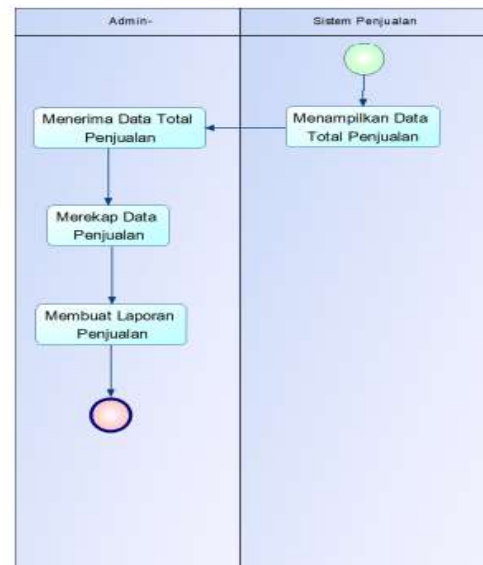 Admin-
Sistem Penjualan
Menampilkan Data
Total Penjualan
Menerima Data Total
Penjualan
Merekap Data
Penjualan
Membuat Laporan
Penjualan